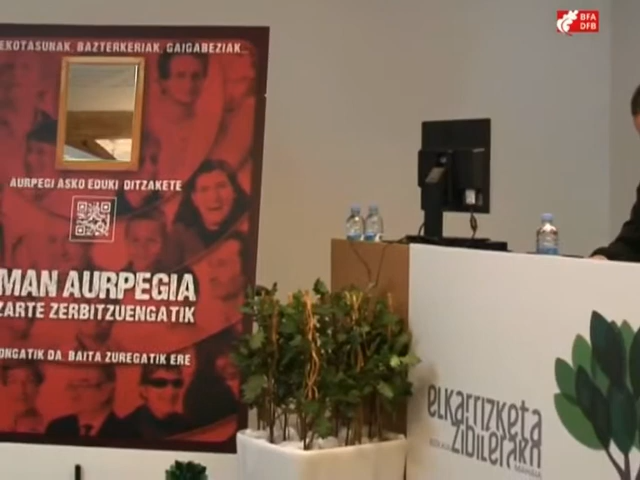 EKOTASUNAK, BAZTERKERIAK, GAIGABEZIAK...
AURPEGI ASKO EDUKI DITZAKETE
MAN AURPEGIA
ZARTE ZERBITZUENGATIK
ONGATIK DA, BAITA ZUREGATIK ERE
BFA
DFB
elkarrizketa
zibilerako